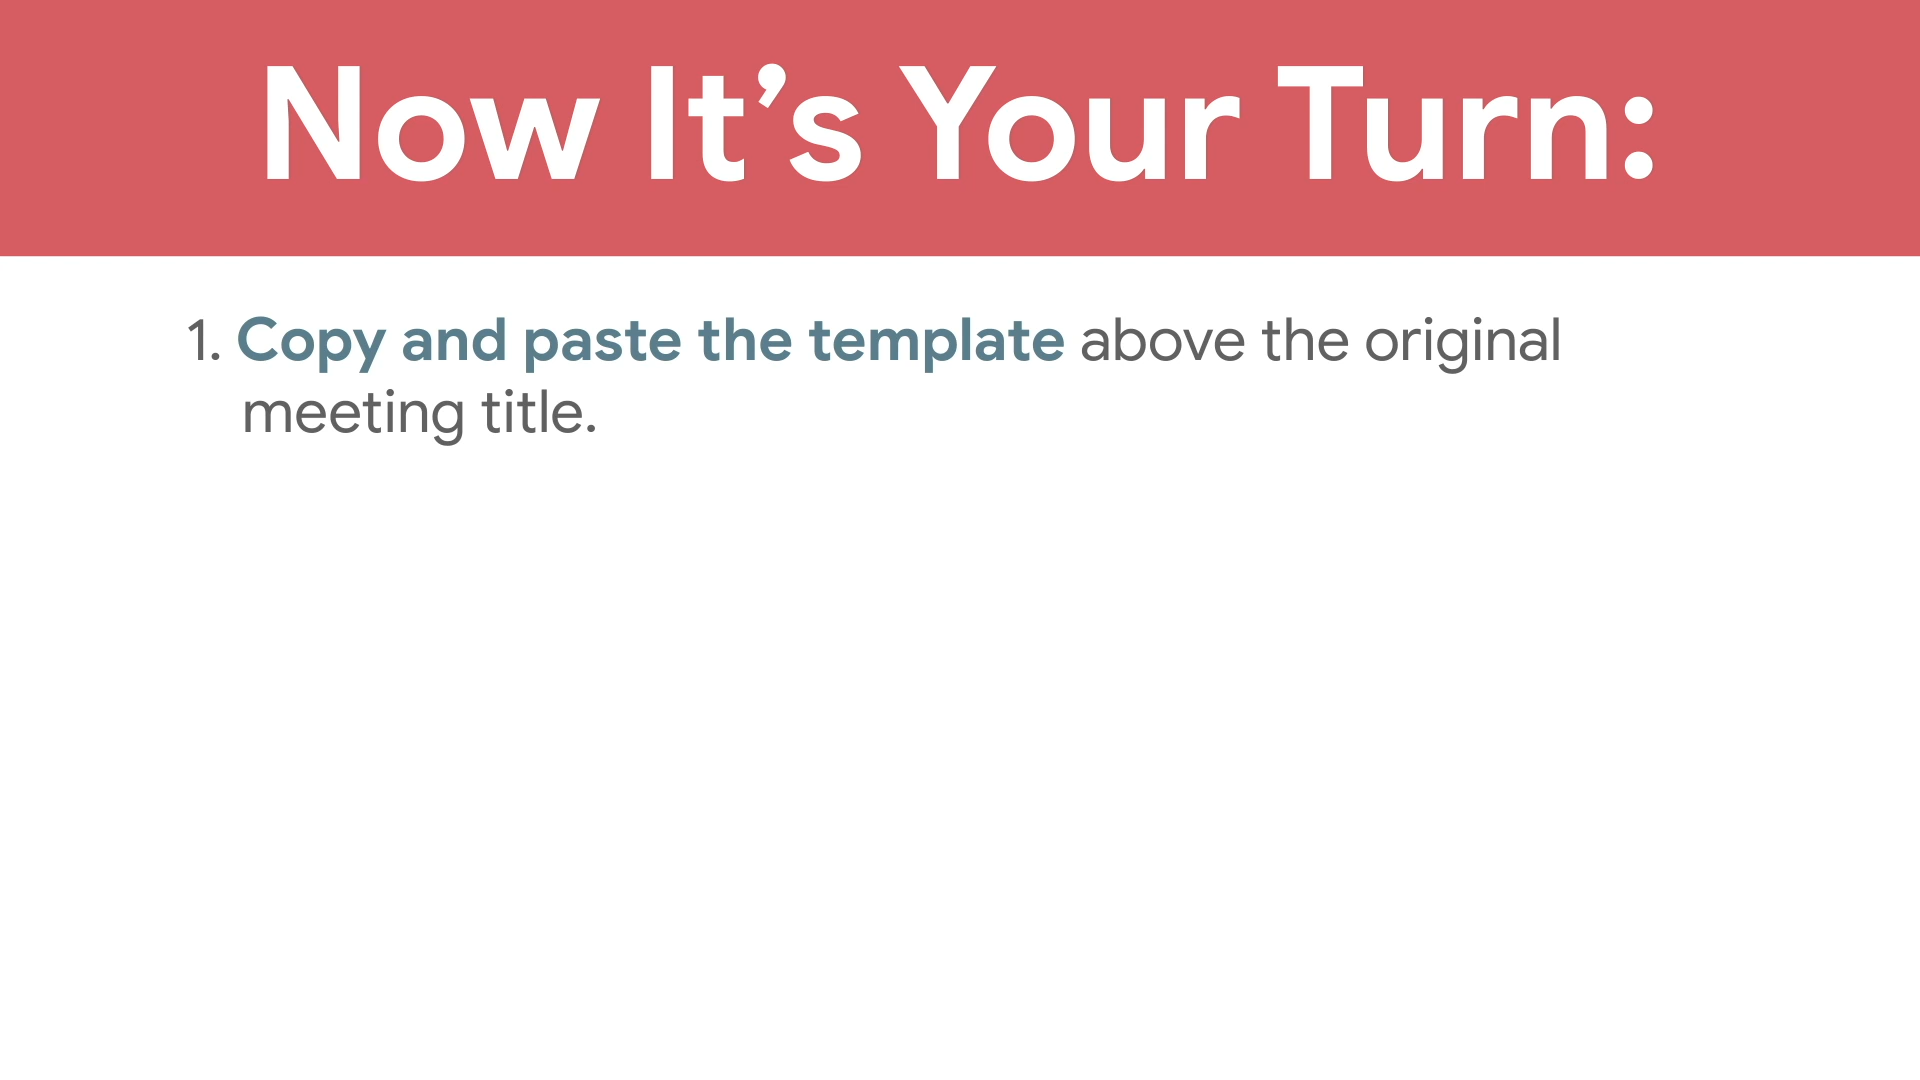 Now It’s Your Turn:
1. Copy and paste the template above the original
meeting title.